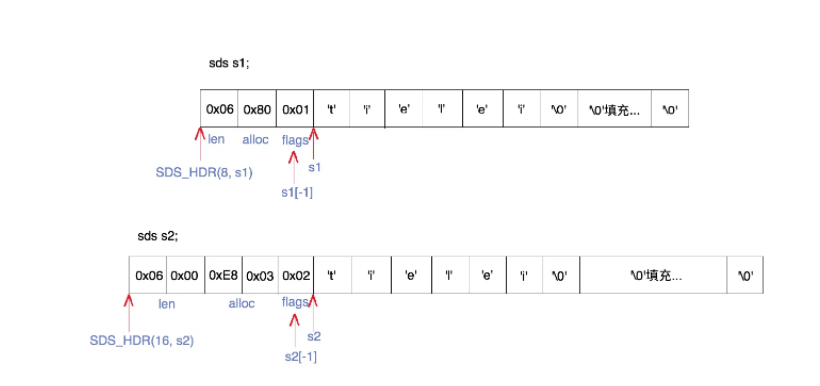 sds s1;
0x06 0x80 0x01 't' 'i' 'e' 'l' 'e' 'i' '\0' '\0'填充... '\0'
len alloc flags
SDS_HDR(8, s1) s1
s1[-1]
sds s2;
0x06 0x00 0xE8 0x03 0x02 't' 'i' 'e' 'l' 'e' 'i' '\0' '\0'填充... '\0'
len alloc flags
SDS_HDR(16, s2) s2
s2[-1]